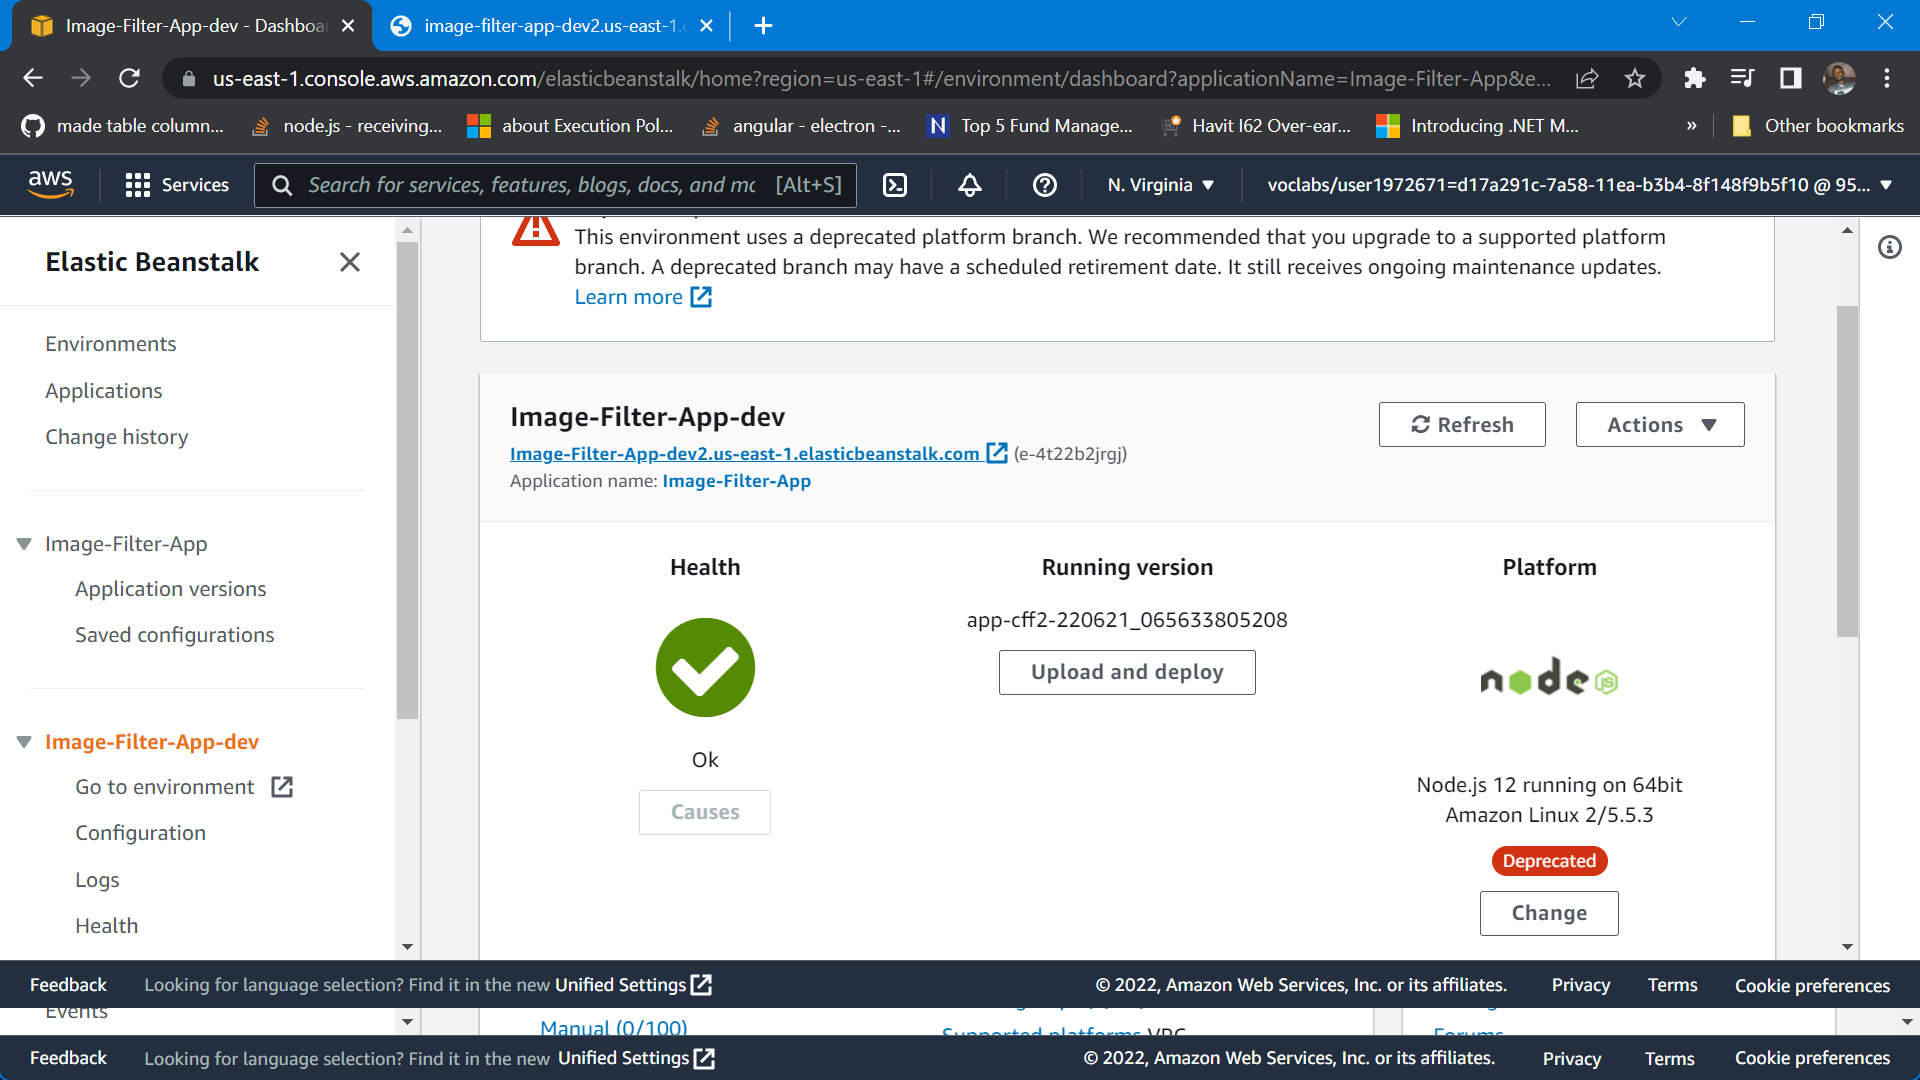 Image-Filter-App-dev - Dashboa
image-filter-app-dev2.us-east-1.e
us-east-1.console.aws.amazon.com/elasticbeanstalk/home?region=us-east-1#/environment/dashboard?applicationName=Image-Filter-App&e...
made table column...
node.js - receiving...
about Execution Pol...
angular - electron -...
N
Top 5 Fund Manage...
Havit I62 Over-ear...
Introducing .NET M...
»
Other bookmarks
aws
Services
Search for services, features, blogs, docs, and mo
[Alt+S]
N. Virginia
voclabs/user1972671=d17a291c-7a58-11ea-b3b4-8f148f9b5f10 @ 95...
Elastic Beanstalk
Environments
Applications
Change history
Image-Filter-App
Application versions
Saved configurations
Image-Filter-App-dev
Go to environment
Configuration
Logs
Health
This environment uses a deprecated platform branch. We recommended that you upgrade to a supported platform
branch. A deprecated branch may have a scheduled retirement date. It still receives ongoing maintenance updates.
Learn more
Image-Filter-App-dev
Image-Filter-App-dev2.us-east-1.elasticbeanstalk.com (e-4t22b2jrgj)
Application name: Image-Filter-App
Refresh
Actions
Health
Ok
Causes
Running version
app-cff2-220621_065633805208
Upload and deploy
Platform
node JS
Node.js 12 running on 64bit
Amazon Linux 2/5.5.3
Deprecated
Change
Feedback
Looking for language selection? Find it in the new Unified Settings
© 2022, Amazon Web Services, Inc. or its affiliates.
Privacy
Terms
Cookie preferences
Events
Manual (0/100)
Supported platforms VPC
Forums
Feedback
Looking for language selection? Find it in the new Unified Settings
© 2022, Amazon Web Services, Inc. or its affiliates.
Privacy
Terms
Cookie preferences